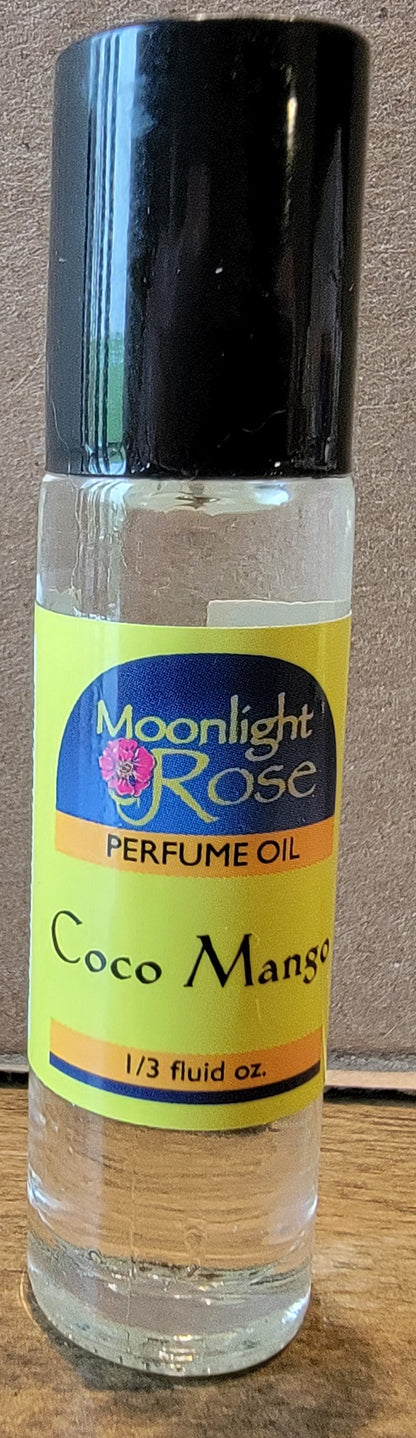 Moonlight
Rose
PERFUME OIL
Coco Mango
1/3 fluid oz.